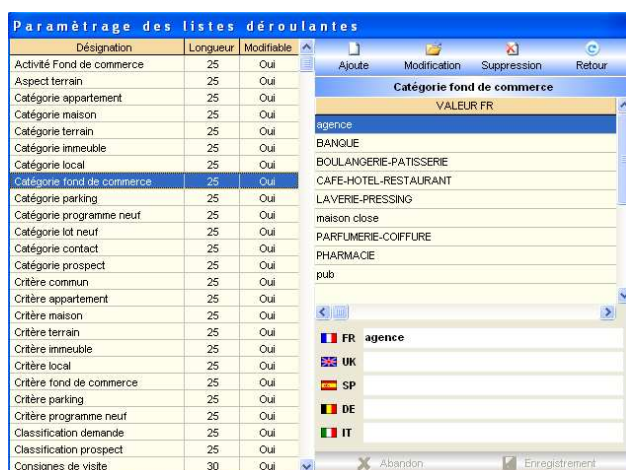 Paramètrage des listes déroulantes
Désignation Longueur Modifiable
Activité Fond de commerce 25 Oui
Aspect terrain 25 Oui
Catégorie appartement 25 Oui
Catégorie maison 25 Oui
Catégorie terrain 25 Oui
Catégorie immeuble 25 Oui
Catégorie local 25 Oui
Catégorie fond de commerce 25 Oui
Catégorie parking 25 Oui
Catégorie programme neuf 25 Oui
Catégorie lot neuf 25 Oui
Catégorie contact 25 Oui
Catégorie prospect 25 Oui
Critère commun 25 Oui
Critère appartement 25 Oui
Critère maison 25 Oui
Critère terrain 25 Oui
Critère immeuble 25 Oui
Critère local 25 Oui
Critère fond de commerce 25 Oui
Critère parking 25 Oui
Critère programme neuf 25 Oui
Classification demande 25 Oui
Classification prospect 25 Oui
Consignes de visite 30 Oui
Ajoute Modification Suppression Retour
Catégorie fond de commerce
VALEUR FR
agence
BANQUE
BOULANGERIE-PATISSERIE
CAFE-HOTEL-RESTAURANT
LAVERIE-PRESSING
maison close
PARFUMERIE-COIFFURE
PHARMACIE
pub
FR agence
UK
SP
DE
IT
Abandon Enregistrement